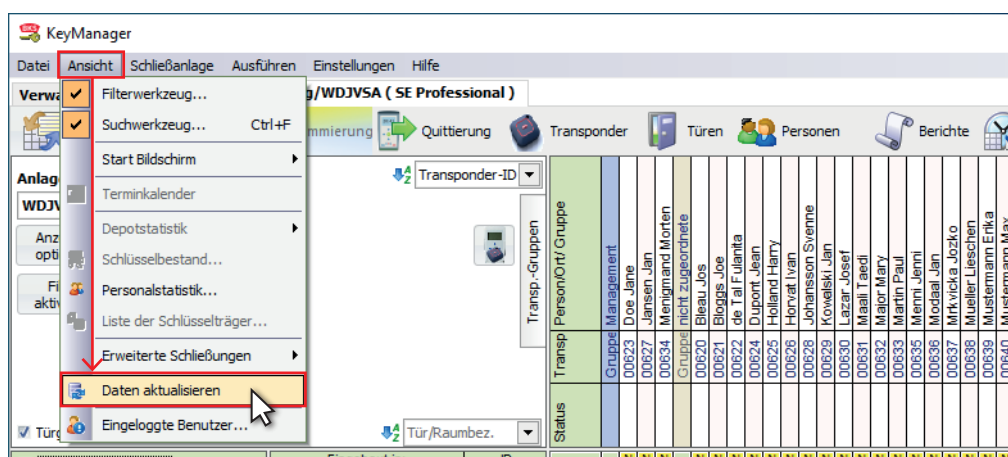 KeyManager
Datei Ansicht Schließanlage Ausführen Einstellungen Hilfe
/WDJVSA ( SE Professional )
Filterwerkzeug...
Suchwerkzeug... Ctrl+F
Start Bildschirm
Terminkalender
Depotstatistik
Schlüsselbestand...
Personalstatistik...
Liste der Schlüsselträger...
Erweiterte Schließungen
Daten aktualisieren
Eingeloggte Benutzer...
Quittierung Transponder Türen Personen Berichte
Transponder-ID
Transp.-Gruppen
Tür/Raumbez.
Person/Ort/ Gruppe
Transp
Status
Management
Gruppe
Doe Jane
00623
Jansen Jan
00627
Menigmand Morten
00634
nicht zugeordnete
Gruppe
Bleau Jos
00620
Bloggs Joe
00621
de Tal Fulanita
00622
Dupont Jean
00624
Holland Harry
00625
Horvat Ivan
00626
Johansson Svenne
00628
Kowalski Jan
00629
Lazar Josef
00630
Maali Taedi
00631
Major Mary
00632
Martin Paul
00633
Menni Jenni
00635
Modaal Jan
00636
Mrkvicka Jozko
00637
Mueller Lieschen
00638
Mustermann Erika
00639
Mustermann Max
00640